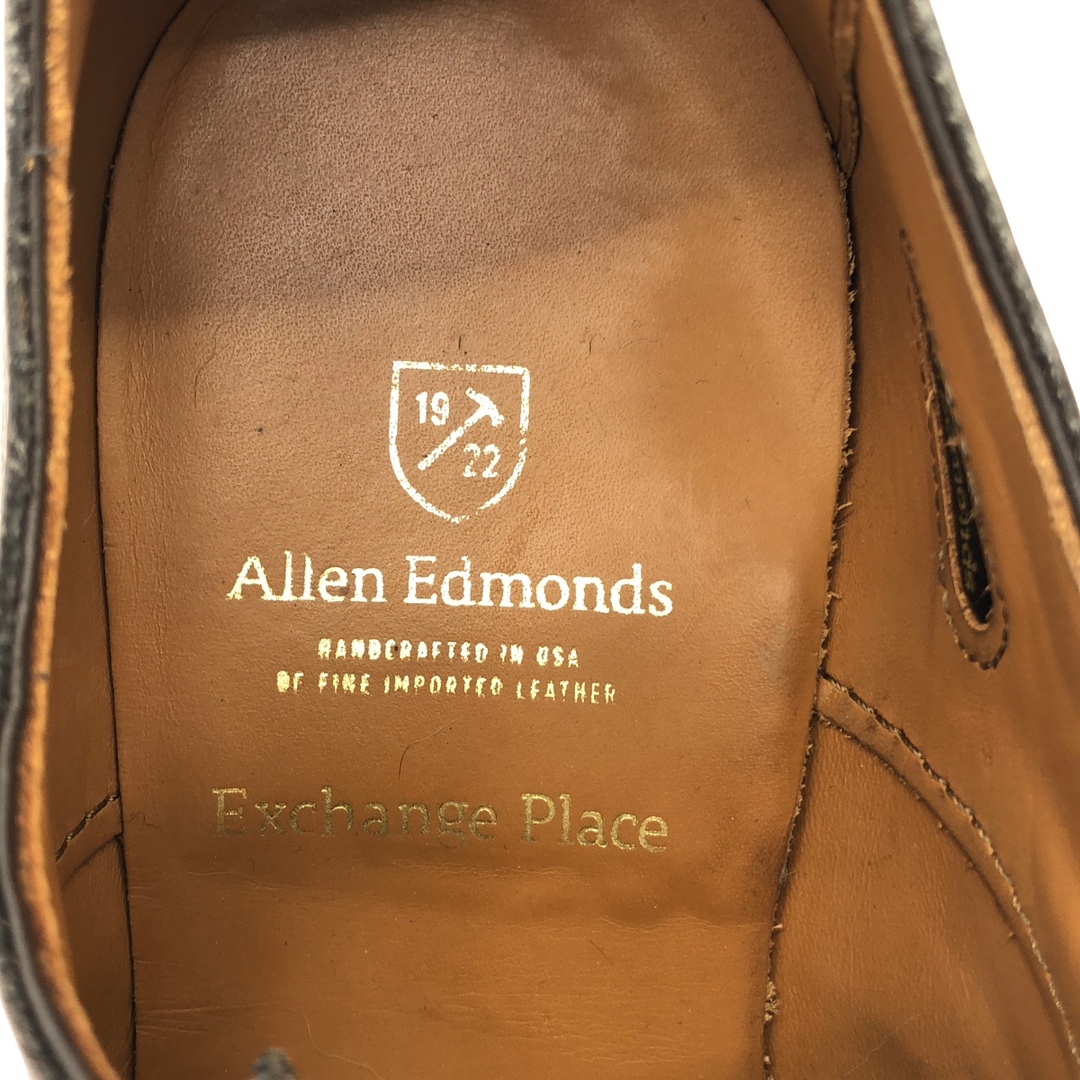 19
22
Allen Edmonds
HANDCRAFTED IN USA
OF FINE IMPORTED LEATHER
Exchange Place